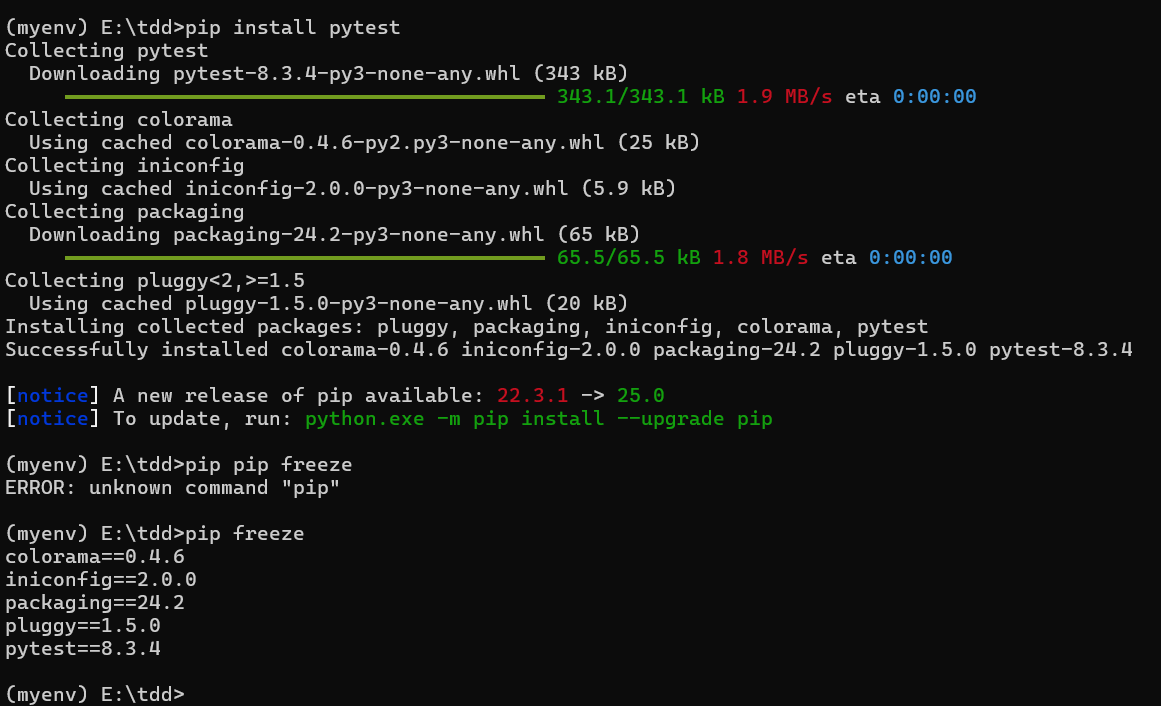 (myenv) E:\tdd>pip install pytest
Collecting pytest
  Downloading pytest-8.3.4-py3-none-any.whl (343 kB)
     343.1/343.1 kB 1.9 MB/s eta 0:00:00
Collecting colorama
  Using cached colorama-0.4.6-py2.py3-none-any.whl (25 kB)
Collecting iniconfig
  Using cached iniconfig-2.0.0-py3-none-any.whl (5.9 kB)
Collecting packaging
  Downloading packaging-24.2-py3-none-any.whl (65 kB)
     65.5/65.5 kB 1.8 MB/s eta 0:00:00
Collecting pluggy<2,>=1.5
  Using cached pluggy-1.5.0-py3-none-any.whl (20 kB)
Installing collected packages: pluggy, packaging, iniconfig, colorama, pytest
Successfully installed colorama-0.4.6 iniconfig-2.0.0 packaging-24.2 pluggy-1.5.0 pytest-8.3.4

[notice] A new release of pip available: 22.3.1 -> 25.0
[notice] To update, run: python.exe -m pip install --upgrade pip

(myenv) E:\tdd>pip pip freeze
ERROR: unknown command "pip"

(myenv) E:\tdd>pip freeze
colorama==0.4.6
iniconfig==2.0.0
packaging==24.2
pluggy==1.5.0
pytest==8.3.4

(myenv) E:\tdd>